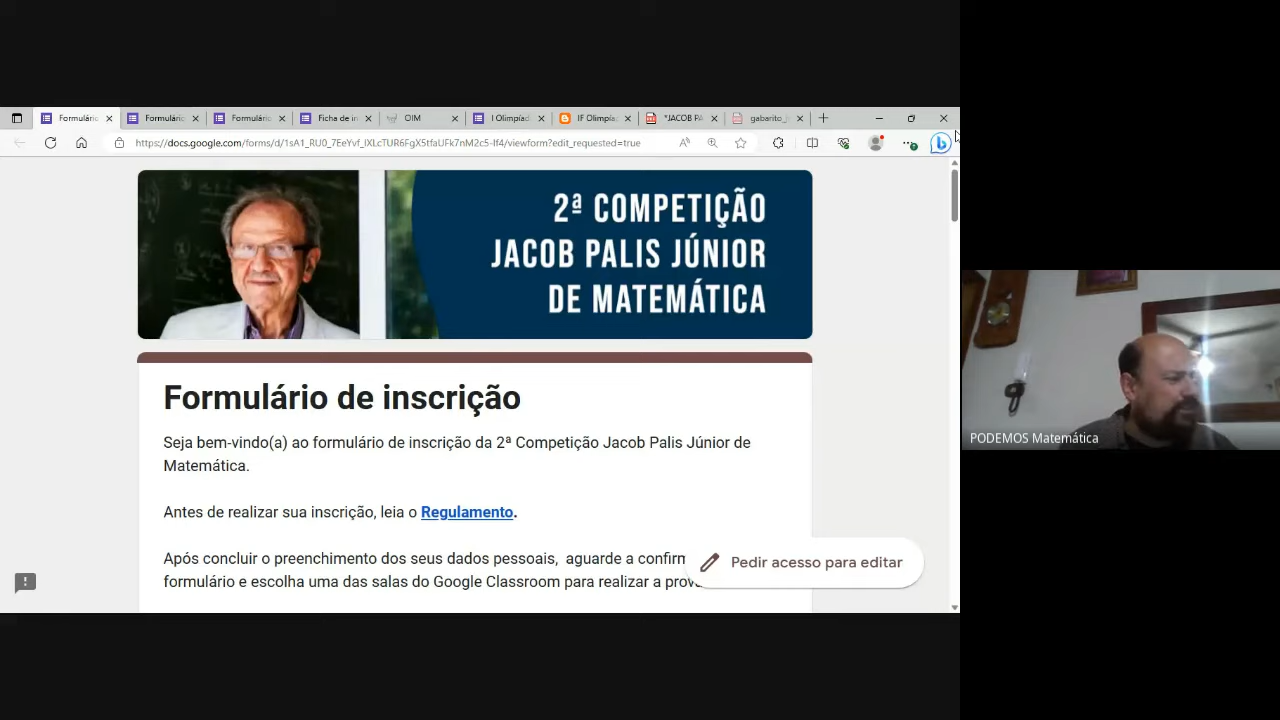 Formulário
Formulário
Formulário
Ficha de in
OIM
I Olimpíad
IF Olimpía
*JACOB PA
gabarito_j
https://docs.google.com/forms/d/1sA1_RU0_7EeYvf_lXLcTUR6FgX5tfaUFk7nM2c5-lf4/viewform?edit_requested=true
2ª COMPETIÇÃO
JACOB PALIS JÚNIOR
DE MATEMÁTICA
Formulário de inscrição
Seja bem-vindo(a) ao formulário de inscrição da 2ª Competição Jacob Palis Júnior de
Matemática.
Antes de realizar sua inscrição, leia o Regulamento.
Após concluir o preenchimento dos seus dados pessoais, aguarde a confirm
formulário e escolha uma das salas do Google Classroom para realizar a prova
Pedir acesso para editar
PODEMOS Matemática